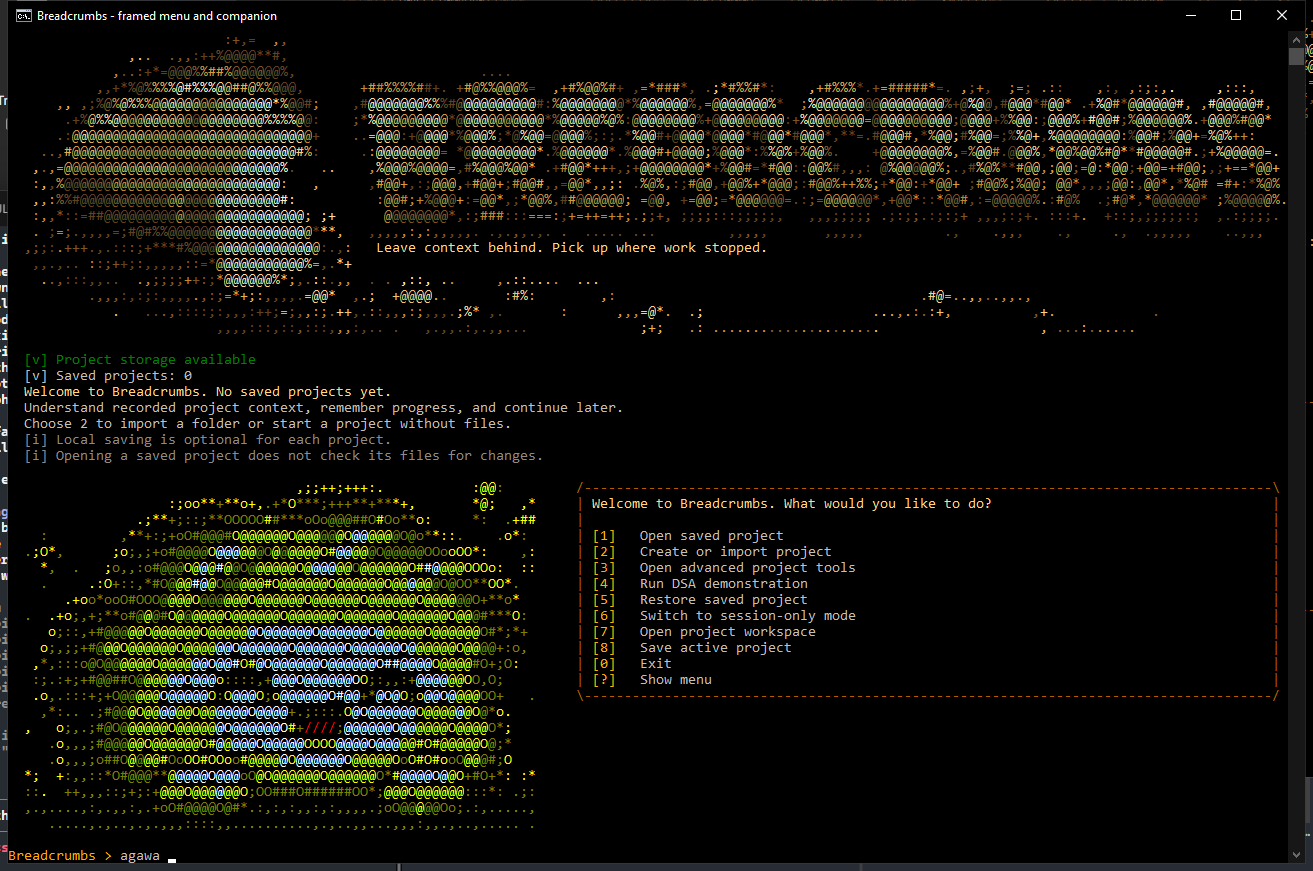 Breadcrumbs - framed menu and companion
BREADCRUMBS
Leave context behind. Pick up where work stopped.
[v] Project storage available
[v] Saved projects: 0
Welcome to Breadcrumbs. No saved projects yet.
Understand recorded project context, remember progress, and continue later.
Choose 2 to import a folder or start a project without files.
[i] Local saving is optional for each project.
[i] Opening a saved project does not check its files for changes.
Welcome to Breadcrumbs. What would you like to do?
[1] Open saved project
[2] Create or import project
[3] Open advanced project tools
[4] Run DSA demonstration
[5] Restore saved project
[6] Switch to session-only mode
[7] Open project workspace
[8] Save active project
[0] Exit
[?] Show menu
Breadcrumbs > agawa